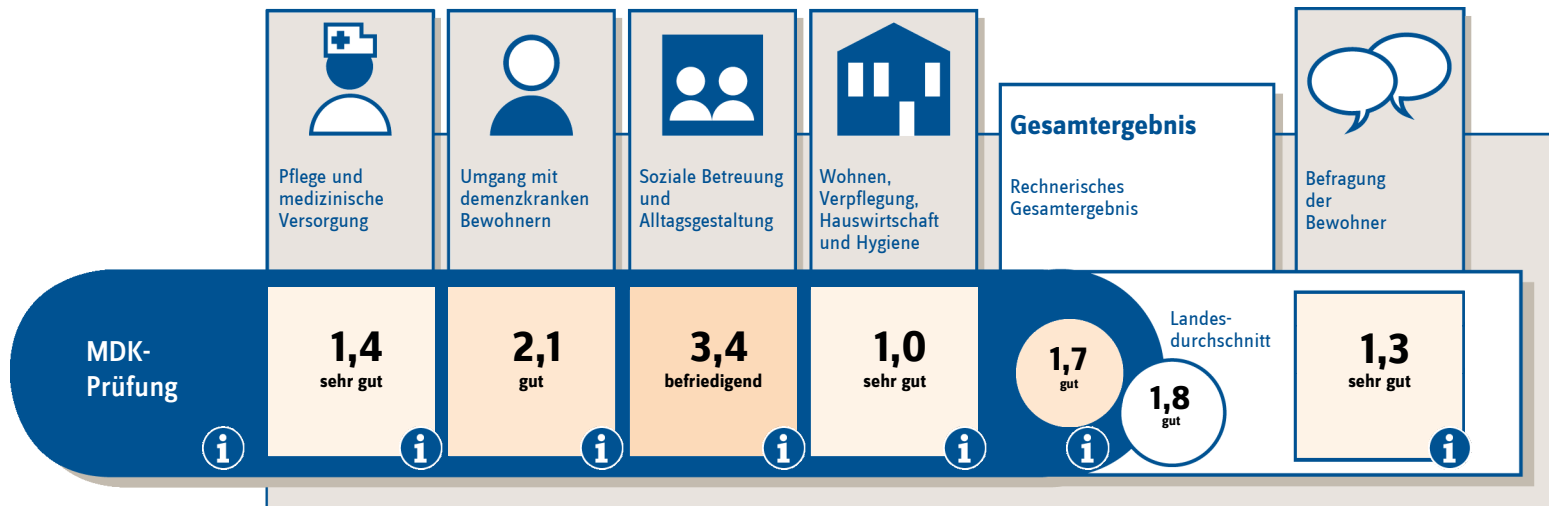 Pflege und
medizinische
Versorgung
Umgang mit
demenzkranken
Bewohnern
Soziale Betreuung
und
Alltagsgestaltung
Wohnen,
Verpflegung,
Hauswirtschaft
und Hygiene
Gesamtergebnis
Rechnerisches
Gesamtergebnis
Befragung
der
Bewohner
MDK-
Prüfung
i
1,4
sehr gut
i
2,1
gut
i
3,4
befriedigend
i
1,0
sehr gut
i
1,7
gut
i
Landes-
durchschnitt
1,8
gut
1,3
sehr gut
i